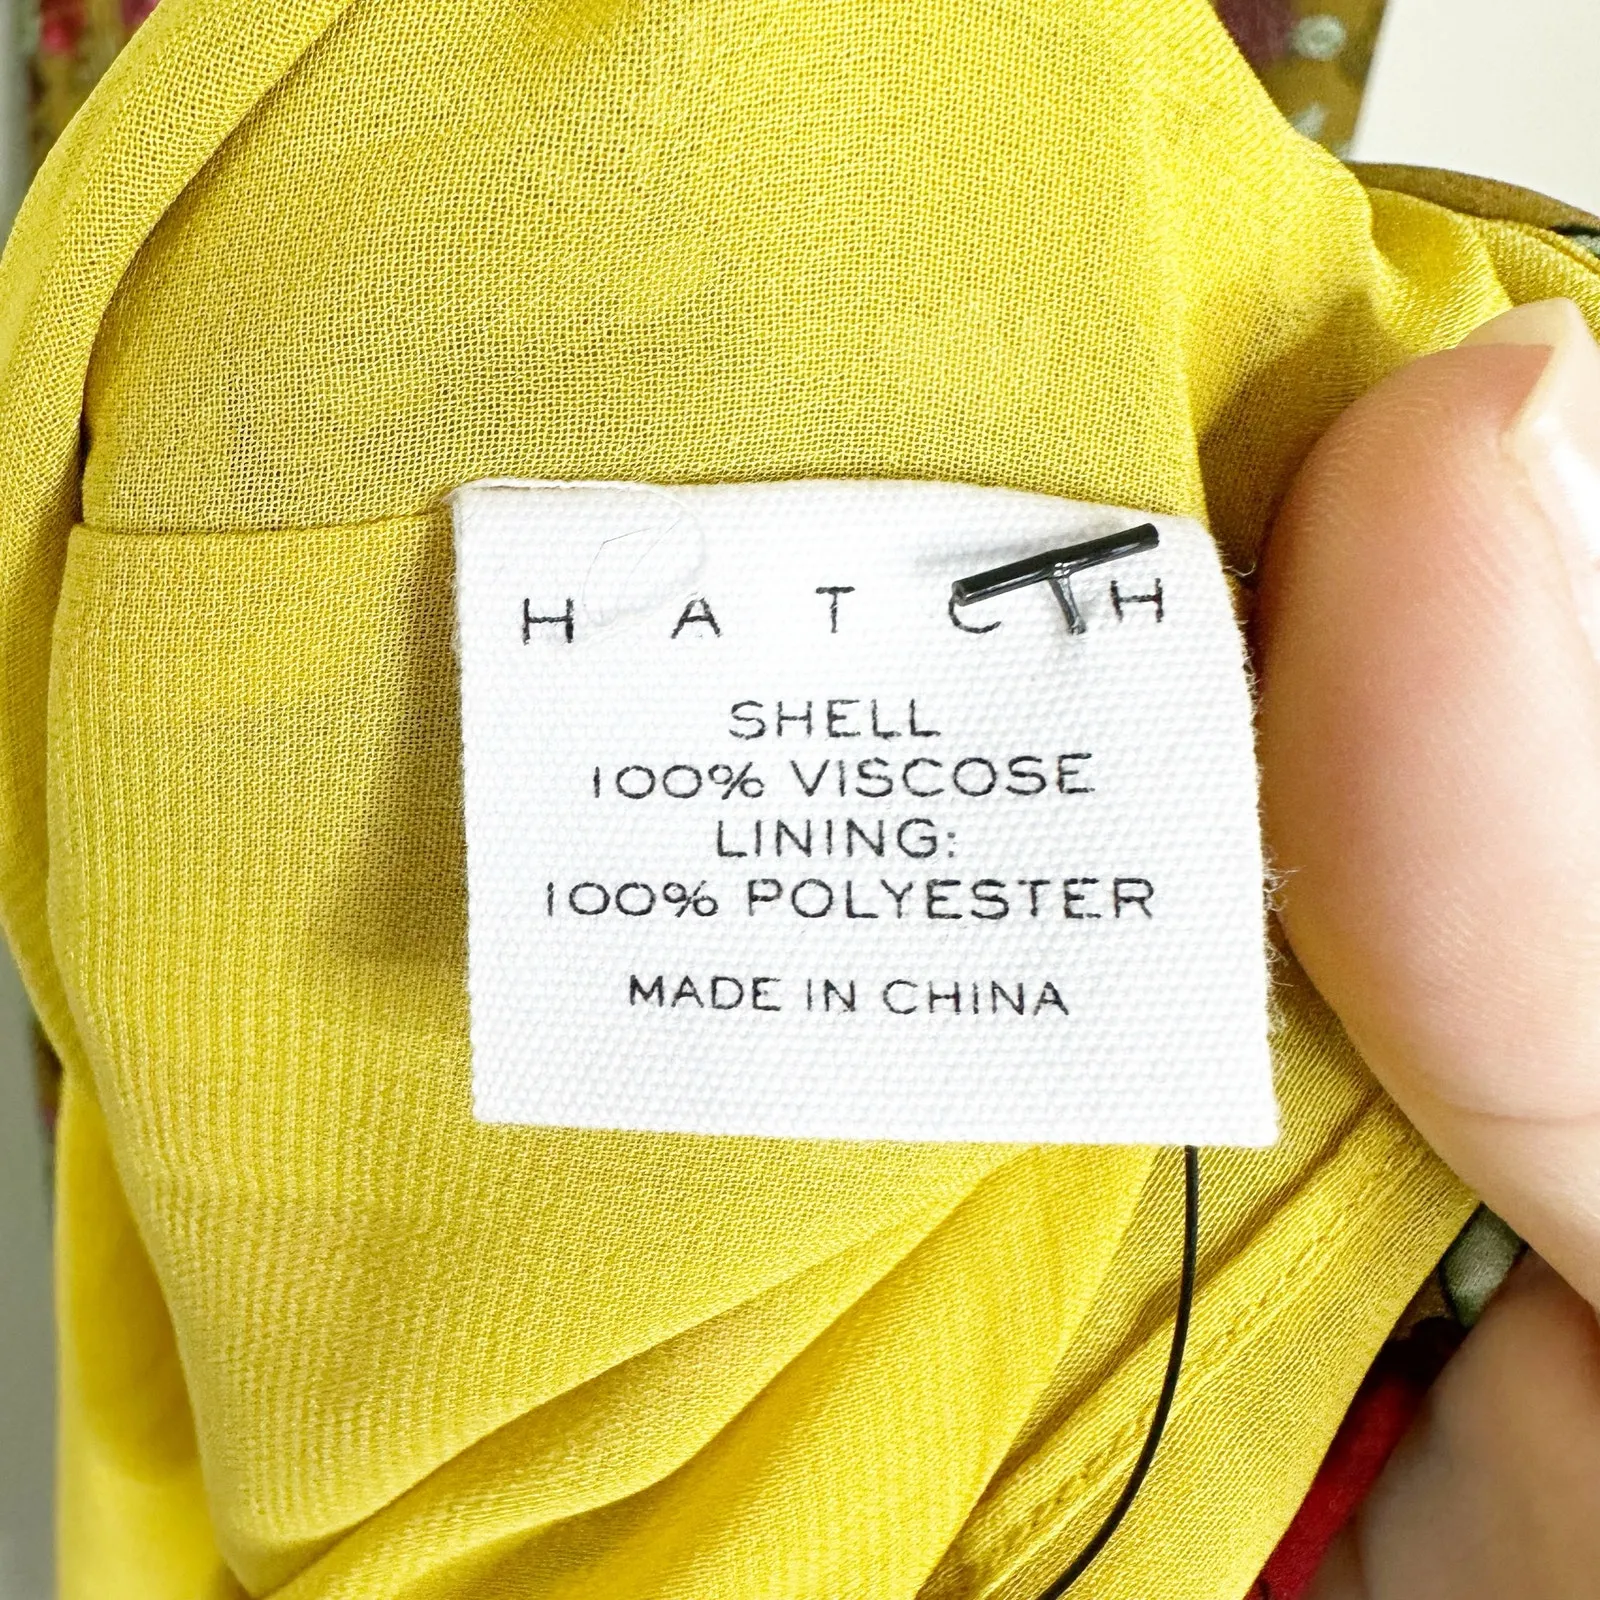 HATCH
SHELL
100% VISCOSE
LINING:
100% POLYESTER
MADE IN CHINA